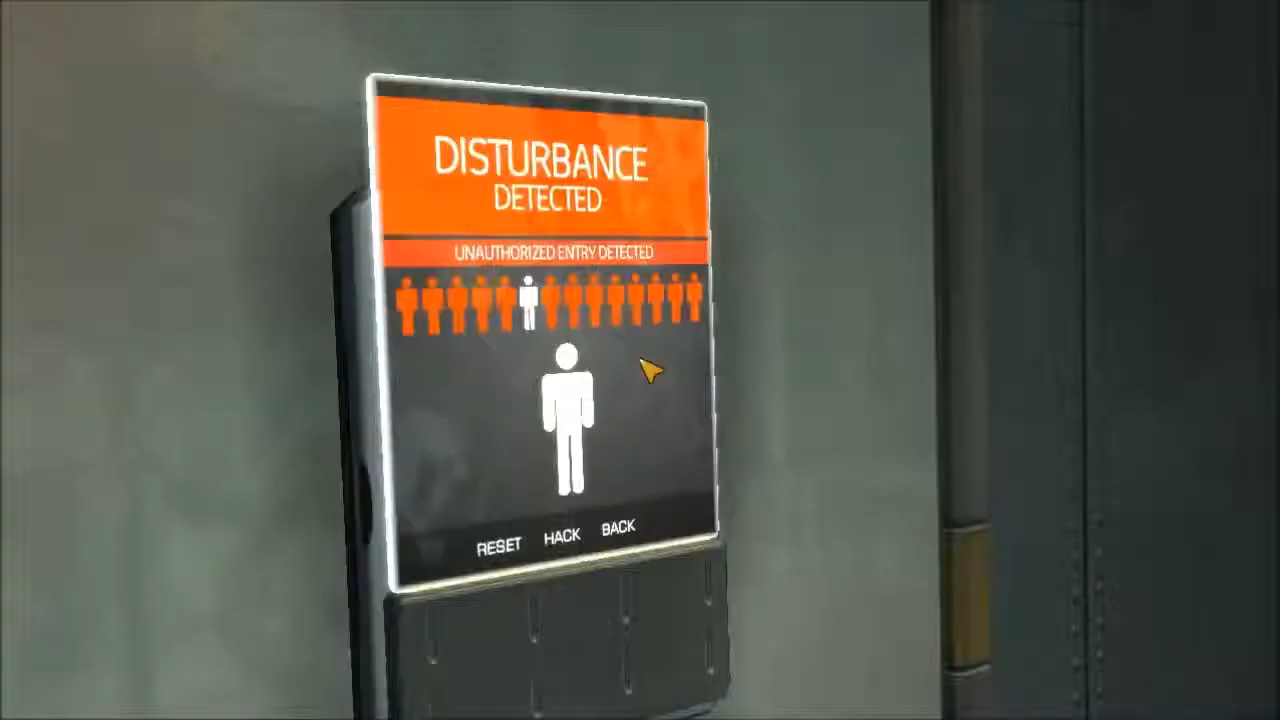 DISTURBANCE
DETECTED
UNAUTHORIZED ENTRY DETECTED
RESET HACK BACK